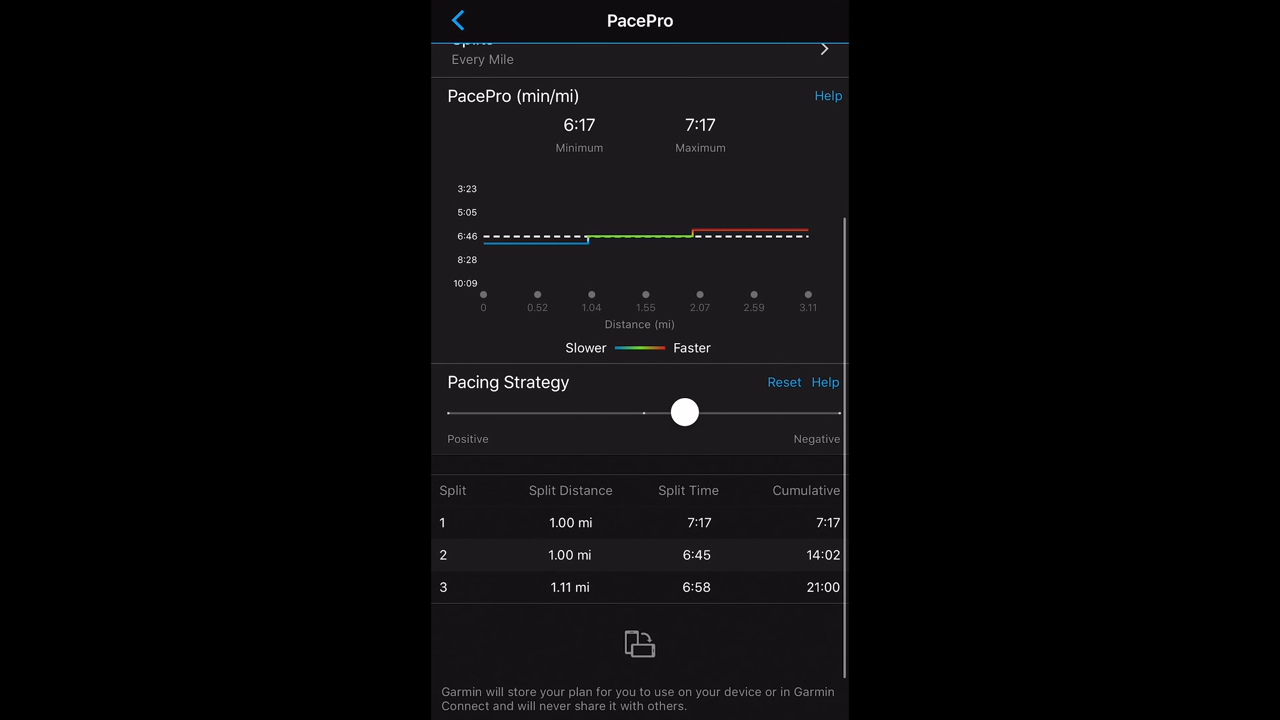 PacePro
Every Mile
PacePro (min/mi) Help
6:17 7:17
Minimum Maximum
3:23
5:05
6:46
8:28
10:09
0 0.52 1.04 1.55 2.07 2.59 3.11
Distance (mi)
Slower Faster
Pacing Strategy Reset Help
Positive Negative
Split Split Distance Split Time Cumulative
1 1.00 mi 7:17 7:17
2 1.00 mi 6:45 14:02
3 1.11 mi 6:58 21:00
Garmin will store your plan for you to use on your device or in Garmin
Connect and will never share it with others.